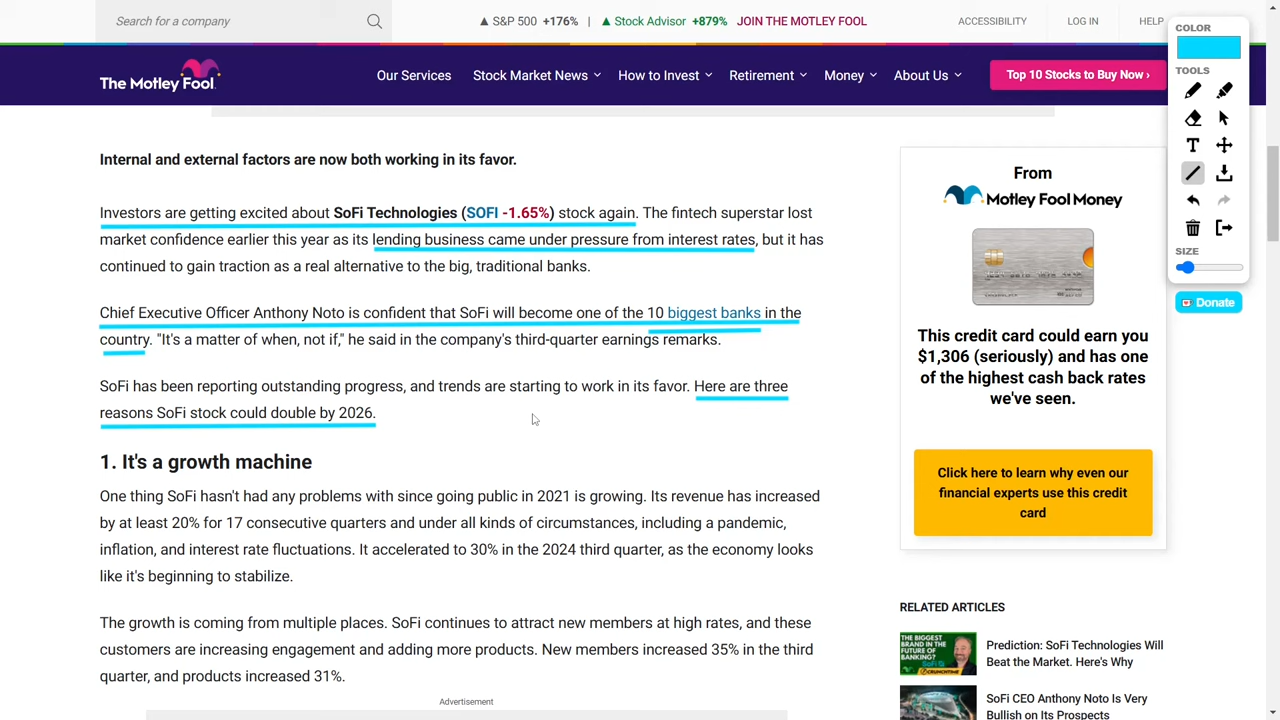 Search for a company
▲ S&P 500 +176% | ▲ Stock Advisor +879% JOIN THE MOTLEY FOOL
ACCESSIBILITY LOG IN HELP
The Motley Fool
Our Services Stock Market News How to Invest Retirement Money About Us
Top 10 Stocks to Buy Now ›
COLOR
TOOLS
T
SIZE
Donate
Internal and external factors are now both working in its favor.
Investors are getting excited about SoFi Technologies (SOFI -1.65%) stock again. The fintech superstar lost
market confidence earlier this year as its lending business came under pressure from interest rates, but it has
continued to gain traction as a real alternative to the big, traditional banks.
Chief Executive Officer Anthony Noto is confident that SoFi will become one of the 10 biggest banks in the
country. "It's a matter of when, not if," he said in the company's third-quarter earnings remarks.
SoFi has been reporting outstanding progress, and trends are starting to work in its favor. Here are three
reasons SoFi stock could double by 2026.
1. It's a growth machine
One thing SoFi hasn't had any problems with since going public in 2021 is growing. Its revenue has increased
by at least 20% for 17 consecutive quarters and under all kinds of circumstances, including a pandemic,
inflation, and interest rate fluctuations. It accelerated to 30% in the 2024 third quarter, as the economy looks
like it's beginning to stabilize.
The growth is coming from multiple places. SoFi continues to attract new members at high rates, and these
customers are increasing engagement and adding more products. New members increased 35% in the third
quarter, and products increased 31%.
Advertisement
From
Motley Fool Money
This credit card could earn you
$1,306 (seriously) and has one
of the highest cash back rates
we've seen.
Click here to learn why even our
financial experts use this credit
card
RELATED ARTICLES
THE BIGGEST
BRAND IN THE
FUTURE OF
BANKING?
SoFi
Prediction: SoFi Technologies Will
Beat the Market. Here's Why
SoFi CEO Anthony Noto Is Very
Bullish on Its Prospects